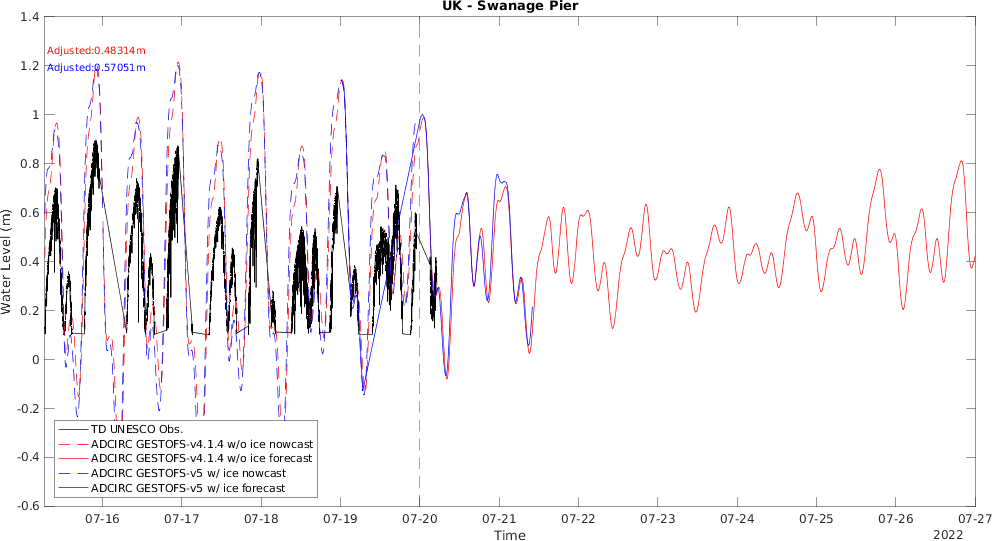 UK - Swanage Pier
1.4
1.2
1
0.8
0.6
0.4
0.2
0
-0.2
-0.4
-0.6
Water Level (m)
Adjusted:0.48314m
Adjusted:0.57051m
TD UNESCO Obs.
ADCIRC GESTOFS-v4.1.4 w/o ice nowcast
ADCIRC GESTOFS-v4.1.4 w/o ice forecast
ADCIRC GESTOFS-v5 w/ ice nowcast
ADCIRC GESTOFS-v5 w/ ice forecast
07-16 07-17 07-18 07-19 07-20 07-21 07-22 07-23 07-24 07-25 07-26 07-27
Time
2022